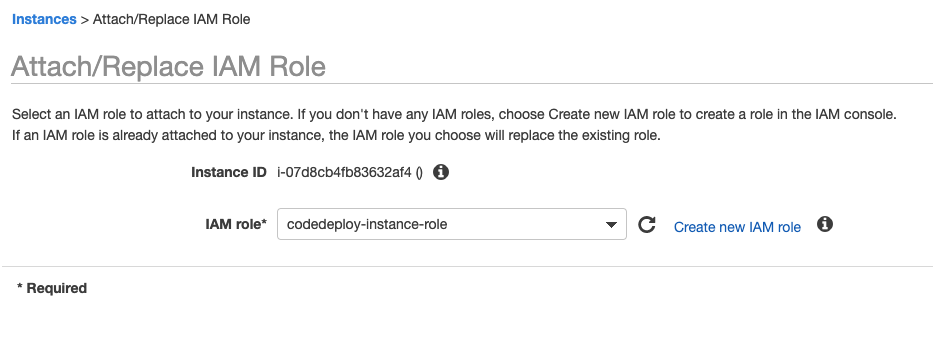 Instances > Attach/Replace IAM Role
Attach/Replace IAM Role
Select an IAM role to attach to your instance. If you don't have any IAM roles, choose Create new IAM role to create a role in the IAM console.
If an IAM role is already attached to your instance, the IAM role you choose will replace the existing role.
Instance ID i-07d8cb4fb83632af4 ()
IAM role* codedeploy-instance-role Create new IAM role
* Required